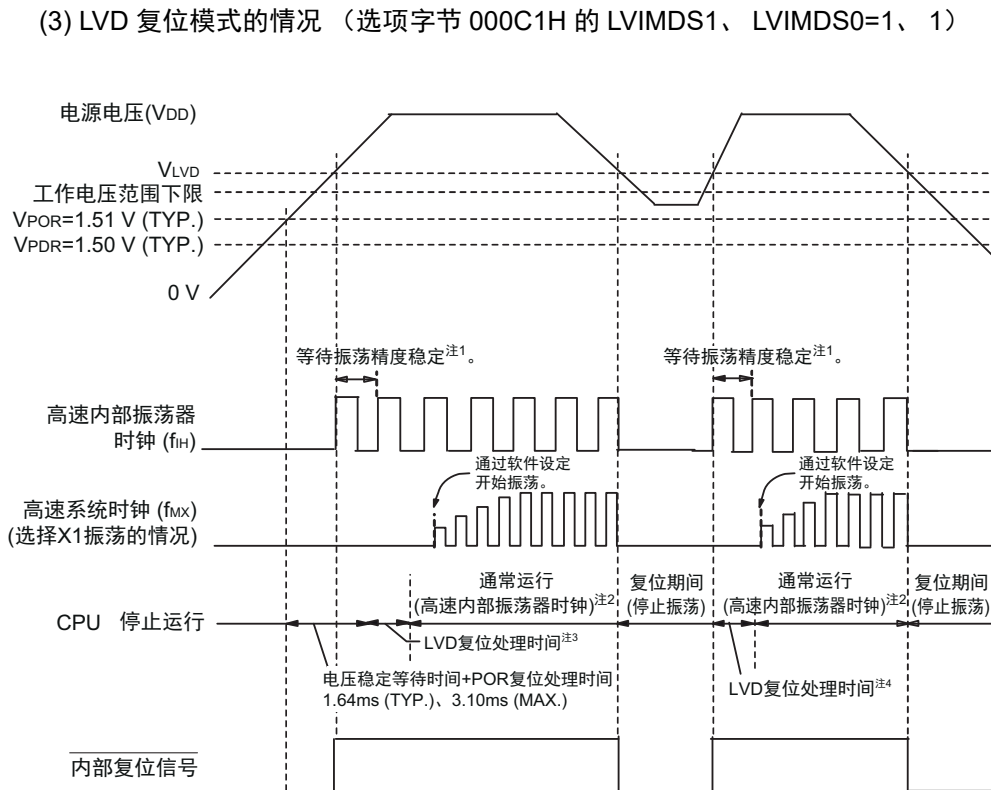 (3) LVD 复位模式的情况 （选项字节 000C1H 的 LVIMDS1、 LVIMDS0=1、 1）
电源电压(VDD)
VLVD
工作电压范围下限
VPOR=1.51 V (TYP.)
VPDR=1.50 V (TYP.)
0 V
等待振荡精度稳定注1。
等待振荡精度稳定注1。
高速内部振荡器
时钟 (fIH)
通过软件设定
开始振荡。
通过软件设定
开始振荡。
高速系统时钟 (fMX)
(选择X1振荡的情况)
通常运行
(高速内部振荡器时钟)注2
复位期间
(停止振荡)
通常运行
(高速内部振荡器时钟)注2
复位期间
(停止振荡)
CPU 停止运行
LVD复位处理时间注3
电压稳定等待时间+POR复位处理时间
1.64ms (TYP.)、3.10ms (MAX.)
LVD复位处理时间注4
内部复位信号